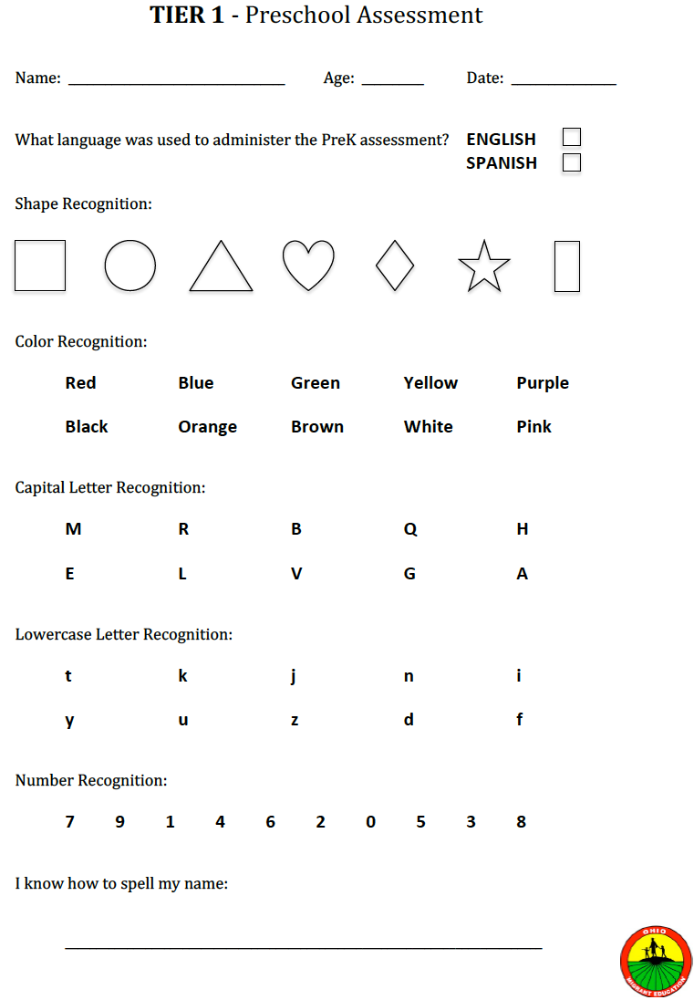 TIER 1 - Preschool Assessment
Name: ____________________________ Age: ________ Date: ______________
What language was used to administer the PreK assessment? ENGLISH
SPANISH
Shape Recognition:
Color Recognition:
Red Blue Green Yellow Purple
Black Orange Brown White Pink
Capital Letter Recognition:
M R B Q H
E L V G A
Lowercase Letter Recognition:
t k j n i
y u z d f
Number Recognition:
7 9 1 4 6 2 0 5 3 8
I know how to spell my name:
______________________________________________
OHIO
MIGRANT EDUCATION